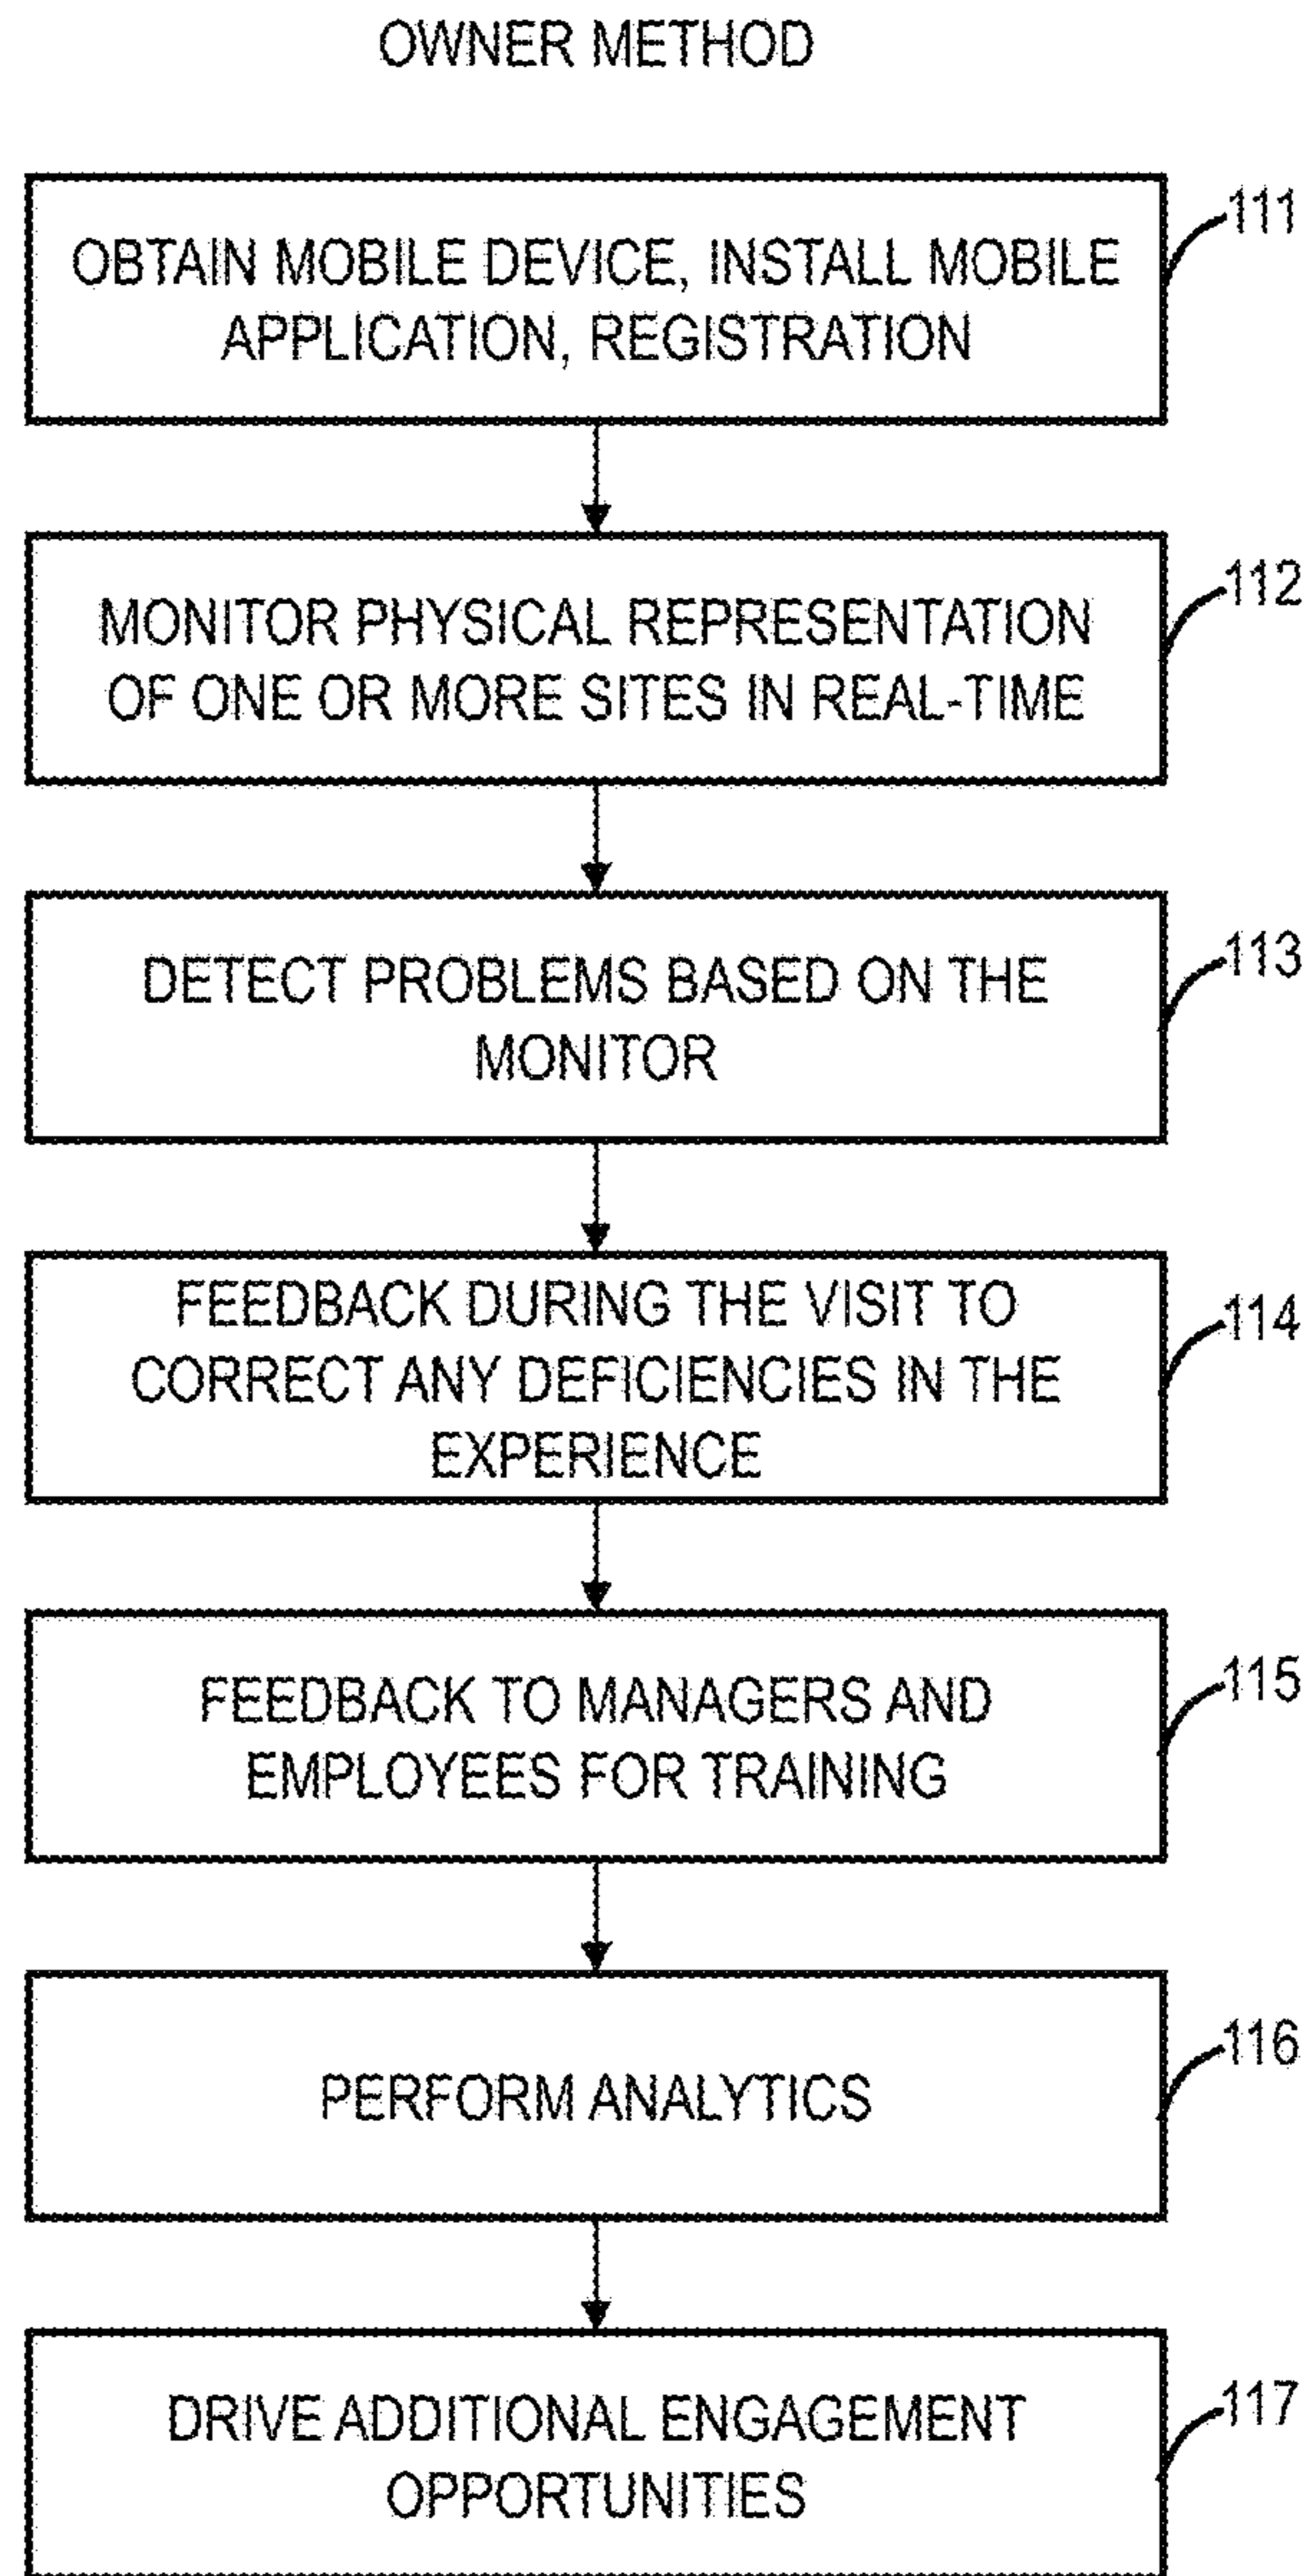 OWNER METHOD
OBTAIN MOBILE DEVICE, INSTALL MOBILE
APPLICATION, REGISTRATION
111
MONITOR PHYSICAL REPRESENTATION
OF ONE OR MORE SITES IN REAL-TIME
112
DETECT PROBLEMS BASED ON THE
MONITOR
113
FEEDBACK DURING THE VISIT TO
CORRECT ANY DEFICIENCIES IN THE
EXPERIENCE
114
FEEDBACK TO MANAGERS AND
EMPLOYEES FOR TRAINING
115
PERFORM ANALYTICS
116
DRIVE ADDITIONAL ENGAGEMENT
OPPORTUNITIES
117